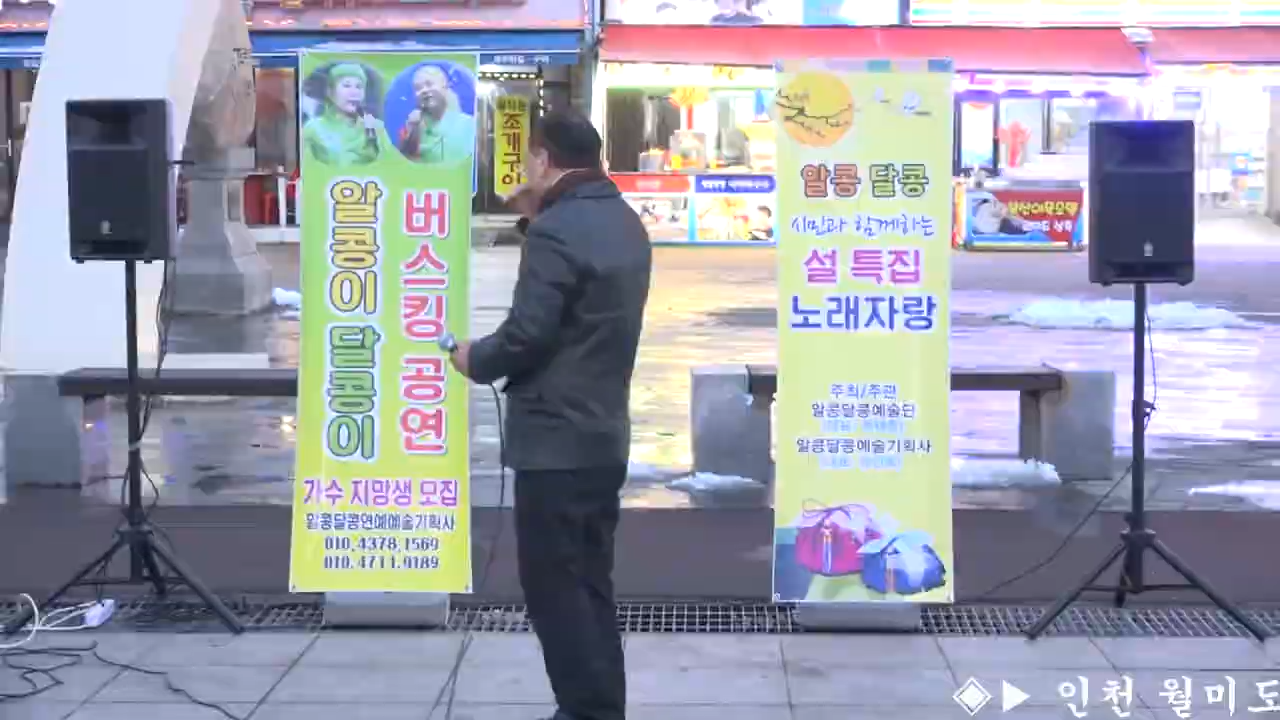 버스킹 공연
알콩이 달콩이
가수 지망생 모집
알콩달콩연예예술기획사
010.4378.1569
010.4711.9189
조개구이
알콩 달콩
시민과 함께하는
설 특집
노래자랑
주최/주관
알콩달콩예술단
알콩달콩예술기획사
인천 월미도